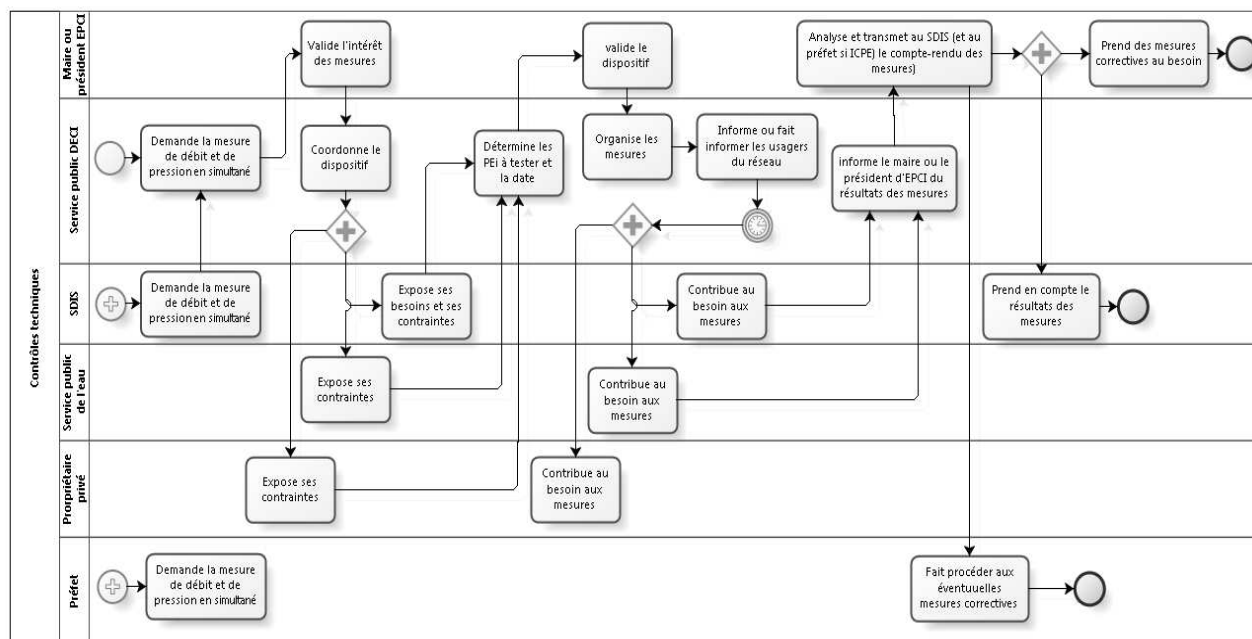 Contrôles techniques
Maire ou
président EPCI
Valide l'intérêt
des mesures
valide le
dispositif
Analyse et transmet au SDIS (et au
préfet si ICPE) le compte-rendu des
mesures)
Prend des mesures
correctives au besoin
Service public DECI
Demande la mesure
de débit et de
pression en simultané
Coordonne le
dispositif
Détermine les
PEi à tester et
la date
Organise les
mesures
Informe ou fait
informer les usagers
du réseau
informe le maire ou le
président d'EPCI du
résultats des mesures
SDIS
Demande la mesure
de débit et de
pression en simultané
Expose ses
besoins et ses
contraintes
Contribue au
besoin aux
mesures
Prend en compte le
résultats des
mesures
Service public
de l'eau
Expose ses
contraintes
Contribue au
besoin aux
mesures
Prorpriétaire
privé
Expose ses
contraintes
Contribue au
besoin aux
mesures
Préfet
Demande la mesure
de débit et de
pression en simultané
Fait procéder aux
éventuuelles
mesures correctives